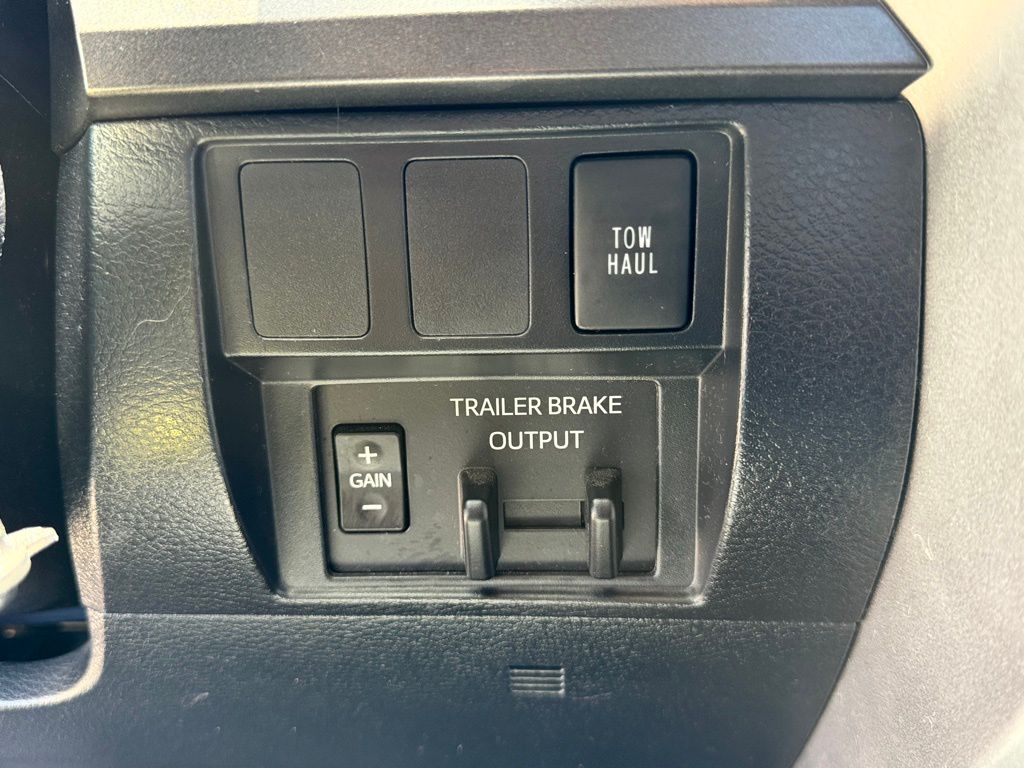 TOW
HAUL
TRAILER BRAKE
OUTPUT
+
GAIN
-